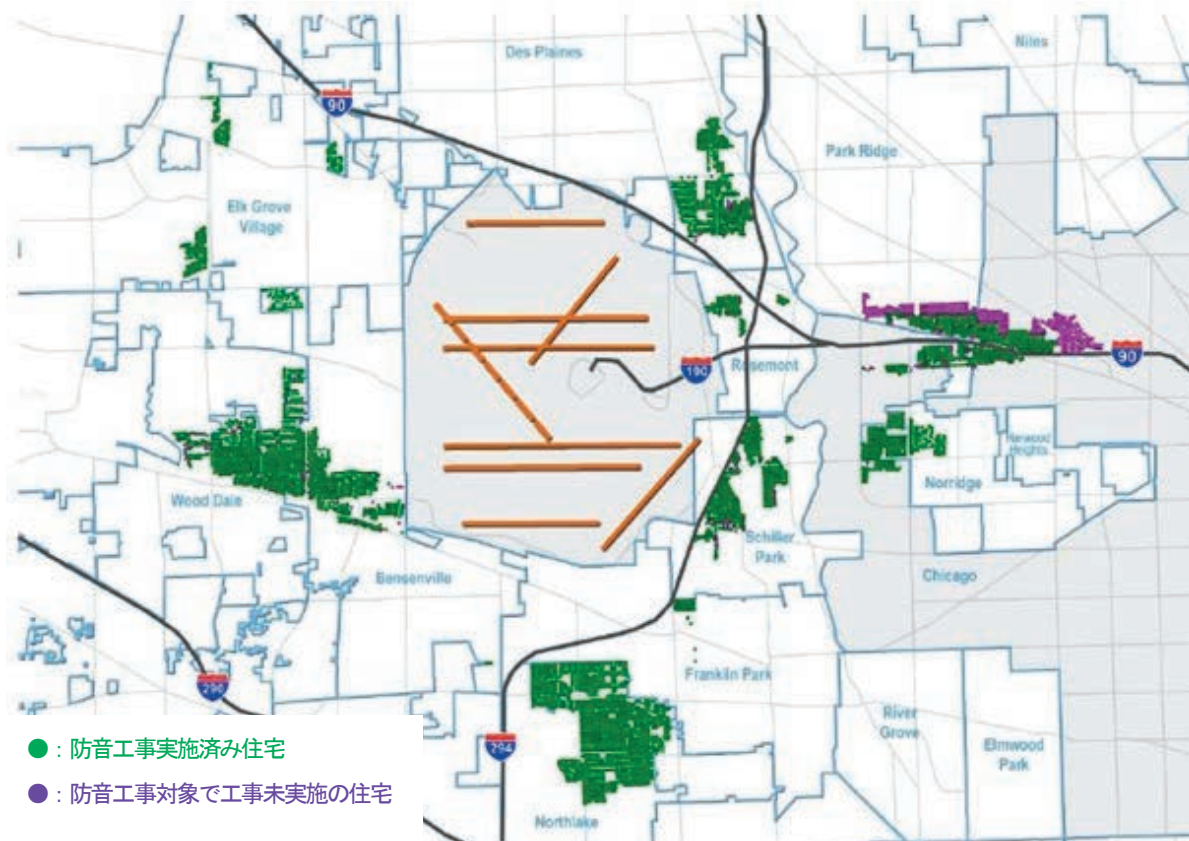 Des Plaines
Niles
90
Park Ridge
Elk Grove
Village
190
Rosemont
90
Harwood
Heights
Wood Dale
Norridge
Schiller
Park
Bensenville
Chicago
Franklin Park
290
River
Grove
294
Elmwood
Park
Northlake
● : 防音工事実施済み住宅
● : 防音工事対象で工事未実施の住宅